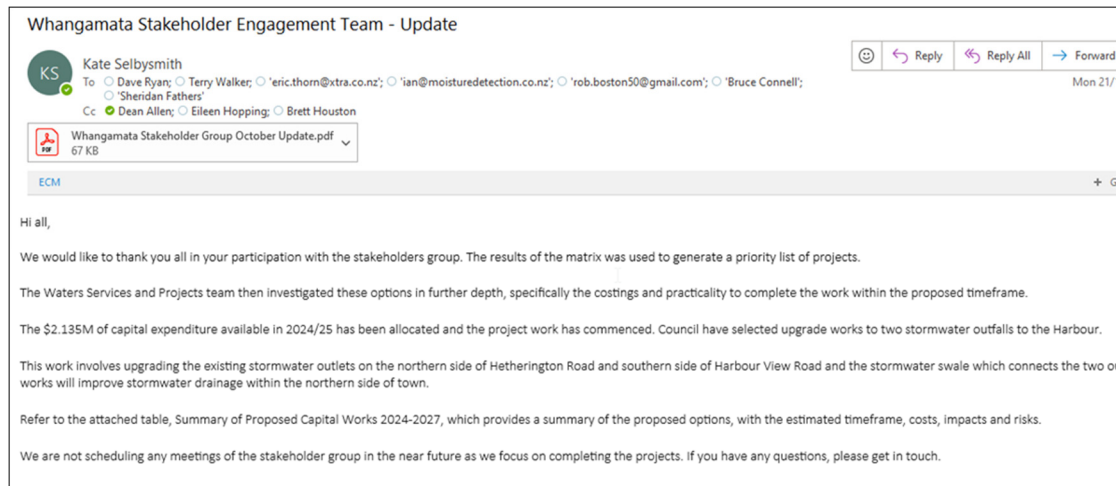 Whangamata Stakeholder Engagement Team - Update
KS
Kate Selbysmith
Reply
Reply All
Forward
To Dave Ryan; Terry Walker; 'eric.thorn@xtra.co.nz'; 'ian@moisturedetection.co.nz'; 'rob.boston50@gmail.com'; 'Bruce Connell';
'Sheridan Fathers'
Mon 21/
Cc Dean Allen; Eileen Hopping; Brett Houston
PDF
Whangamata Stakeholder Group October Update.pdf
67 KB
ECM
+ G
Hi all,
We would like to thank you all in your participation with the stakeholders group. The results of the matrix was used to generate a priority list of projects.
The Waters Services and Projects team then investigated these options in further depth, specifically the costings and practicality to complete the work within the proposed timeframe.
The $2.135M of capital expenditure available in 2024/25 has been allocated and the project work has commenced. Council have selected upgrade works to two stormwater outfalls to the Harbour.
This work involves upgrading the existing stormwater outlets on the northern side of Hetherington Road and southern side of Harbour View Road and the stormwater swale which connects the two
works will improve stormwater drainage within the northern side of town.
Refer to the attached table, Summary of Proposed Capital Works 2024-2027, which provides a summary of the proposed options, with the estimated timeframe, costs, impacts and risks.
We are not scheduling any meetings of the stakeholder group in the near future as we focus on completing the projects. If you have any questions, please get in touch.